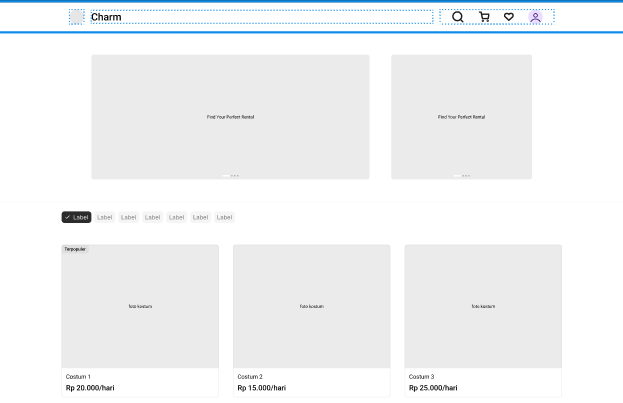 Charm
Find Your Perfect Rental
Find Your Perfect Rental
Label Label Label Label Label Label Label
Terpopuler
foto kostum
foto kostum
foto kostum
Costum 1
Costum 2
Costum 3
Rp 20.000/hari
Rp 15.000/hari
Rp 25.000/hari